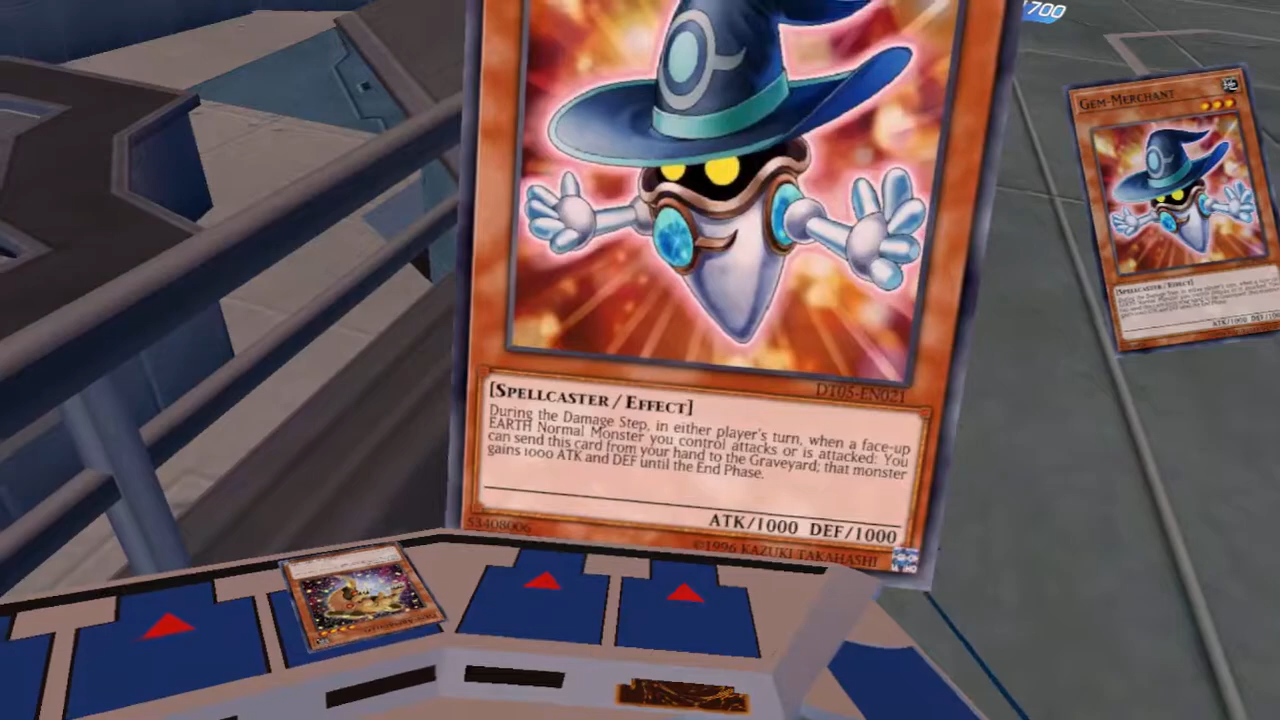 700
GEM-MERCHANT
DT05-EN021
[SPELLCASTER / EFFECT]
During the Damage Step, in either player's turn, when a face-up
EARTH Normal Monster you control attacks or is attacked: You
can send this card from your hand to the Graveyard; that monster
gains 1000 ATK and DEF until the End Phase.
ATK/1000 DEF/1000
53408006
©1996 KAZUKI TAKAHASHI
[SPELLCASTER / EFFECT]
ATK/1000 DEF/1000